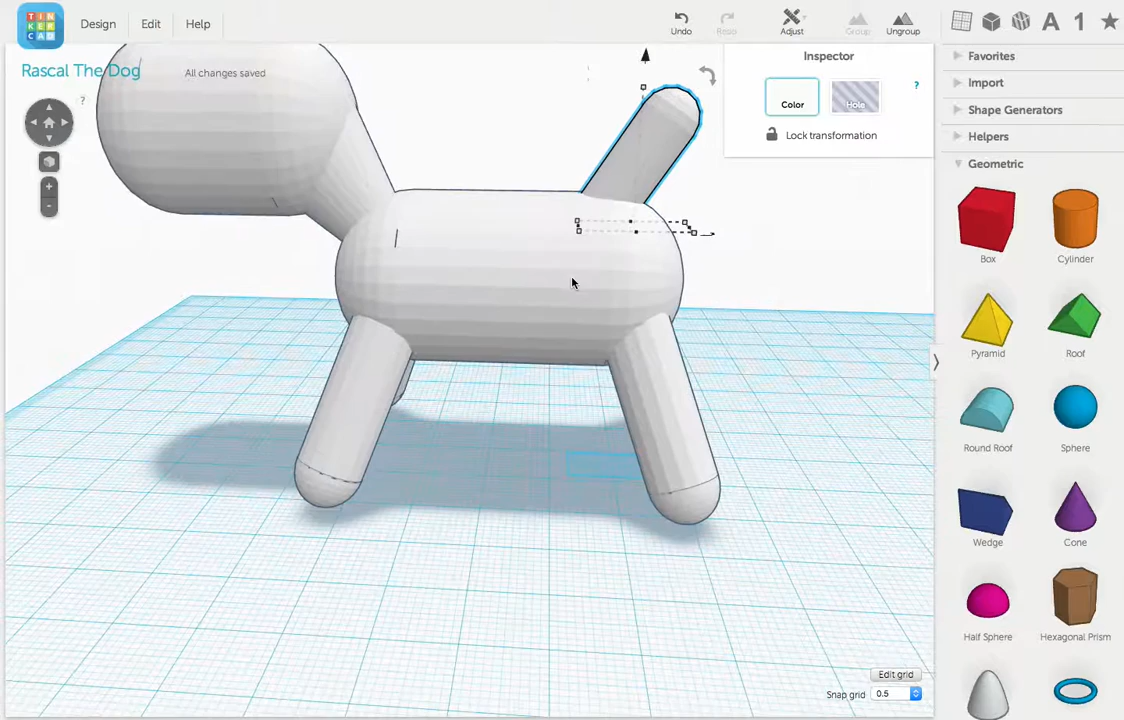 TIN
KER
CAD
Design
Edit
Help
Undo
Redo
Adjust
Group
Ungroup
A
1
Rascal The Dog
All changes saved
?
+
-
Inspector
Color
Hole
?
Lock transformation
Favorites
Import
Shape Generators
Helpers
Geometric
Box
Cylinder
Pyramid
Roof
Round Roof
Sphere
Wedge
Cone
Half Sphere
Hexagonal Prism
Edit grid
Snap grid
0.5